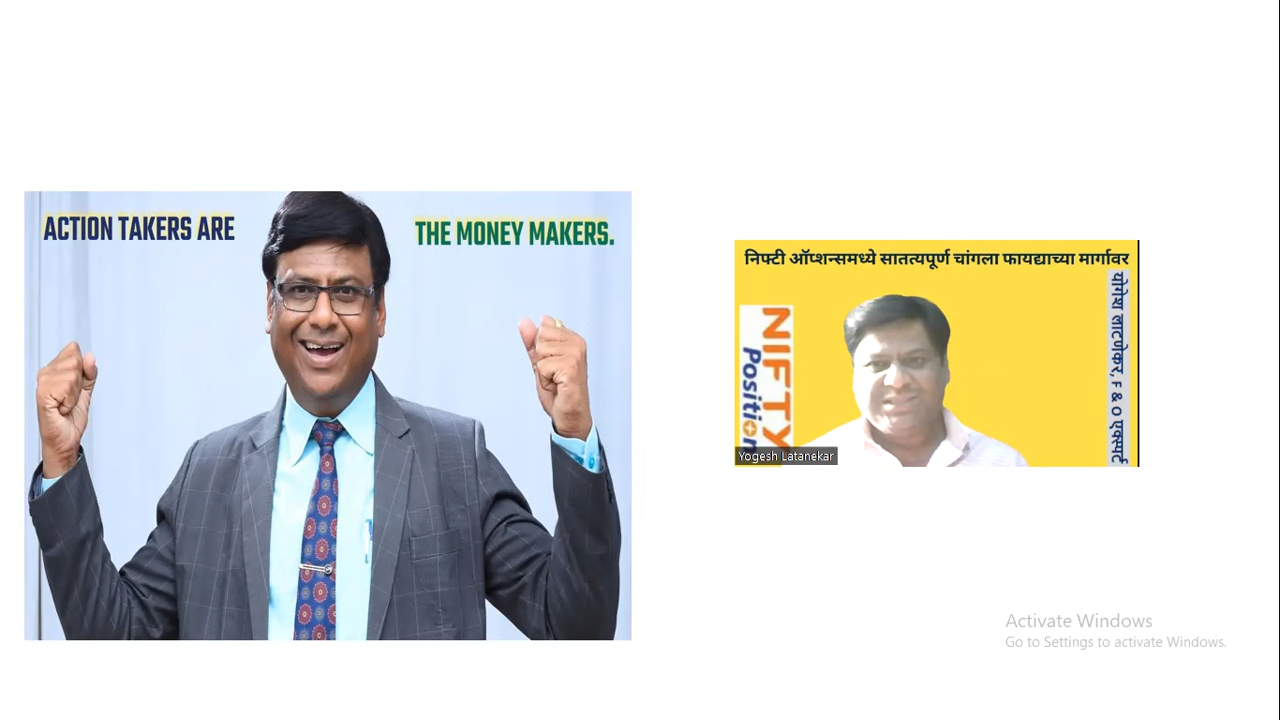 ACTION TAKERS ARE
THE MONEY MAKERS.
निफ्टी ऑप्शन्समध्ये सातत्यपूर्ण चांगला फायद्याच्या मार्गावर
NIFTY
Position
योगेश लाटणेकर, F & O एक्सपर्ट
Yogesh Latanekar
Activate Windows
Go to Settings to activate Windows.